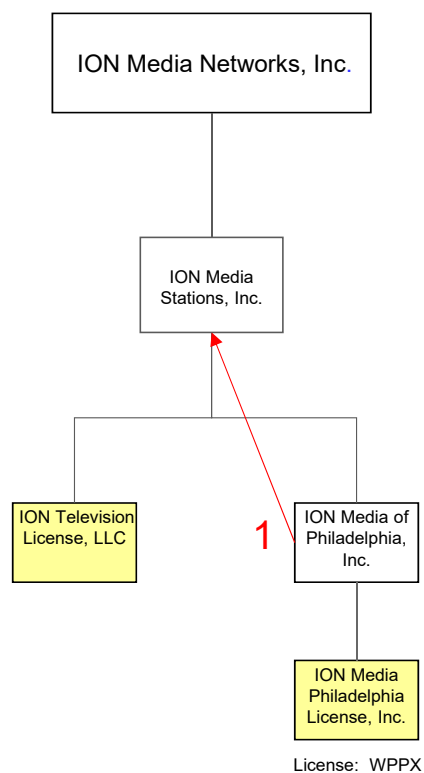 ION Media Networks, Inc.
ION Media
Stations, Inc.
ION Television
License, LLC
1
ION Media of
Philadelphia,
Inc.
ION Media
Philadelphia
License, Inc.
License: WPPX